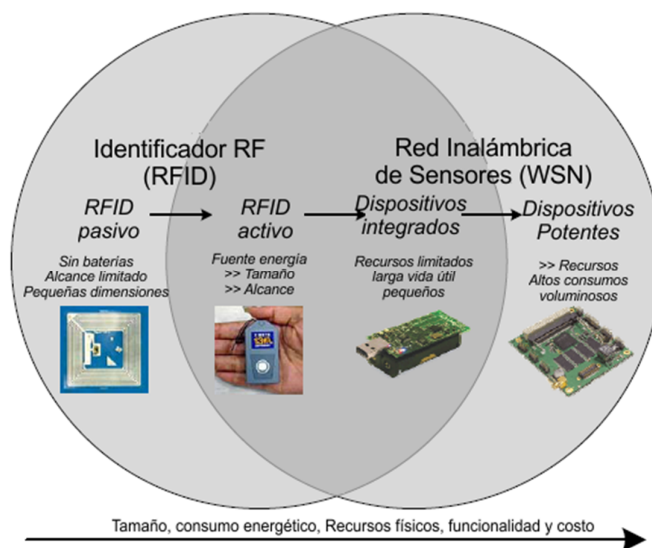 Identificador RF
(RFID)
Red Inalámbrica
de Sensores (WSN)
RFID
pasivo
RFID
activo
Dispositivos
integrados
Dispositivos
Potentes
Sin baterías
Alcance limitado
Pequeñas dimensiones
Fuente energía
>> Tamaño
>> Alcance
Recursos limitados
larga vida útil
pequeños
>> Recursos
Altos consumos
voluminosos
Tamaño, consumo energético, Recursos físicos, funcionalidad y costo